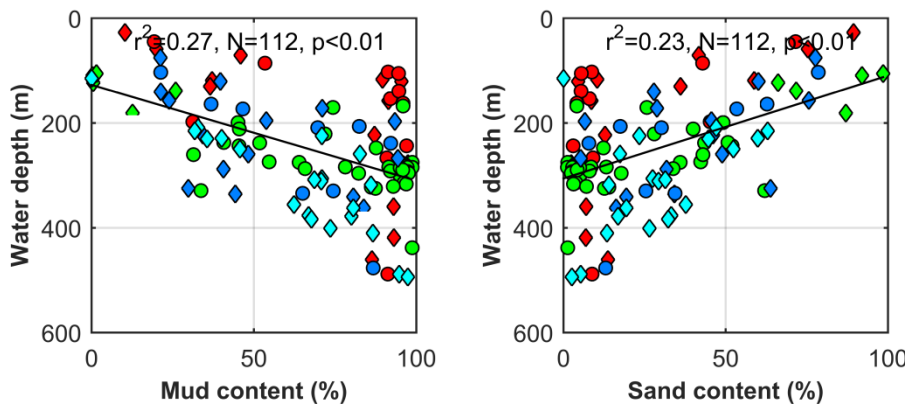 0
200
400
600
Water depth (m)
r²=0.27, N=112, p<0.01
0
50
100
Mud content (%)
0
200
400
600
Water depth (m)
r²=0.23, N=112, p<0.01
0
50
100
Sand content (%)